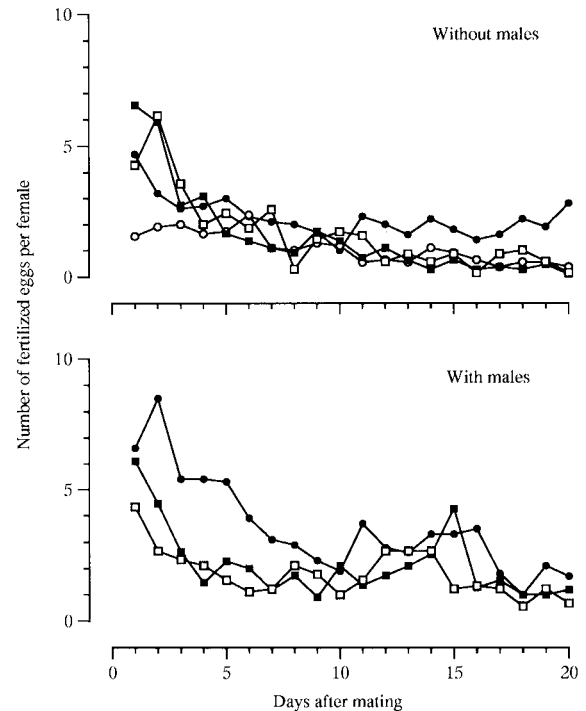 10
Without males
5
0
Number of fertilized eggs per female
10
With males
5
0
0 5 10 15 20
Days after mating